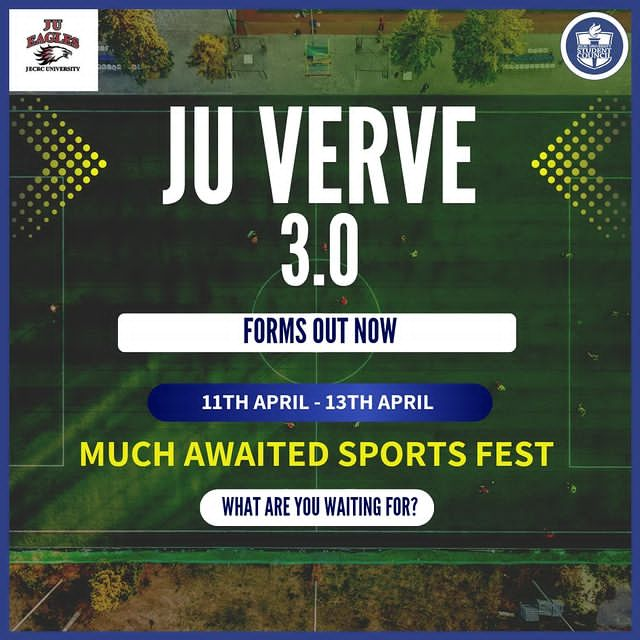 JU
EAGLES
JECRC UNIVERSITY
STUDENT
COUNCIL
JU VERVE
3.0
FORMS OUT NOW
11TH APRIL - 13TH APRIL
MUCH AWAITED SPORTS FEST
WHAT ARE YOU WAITING FOR?